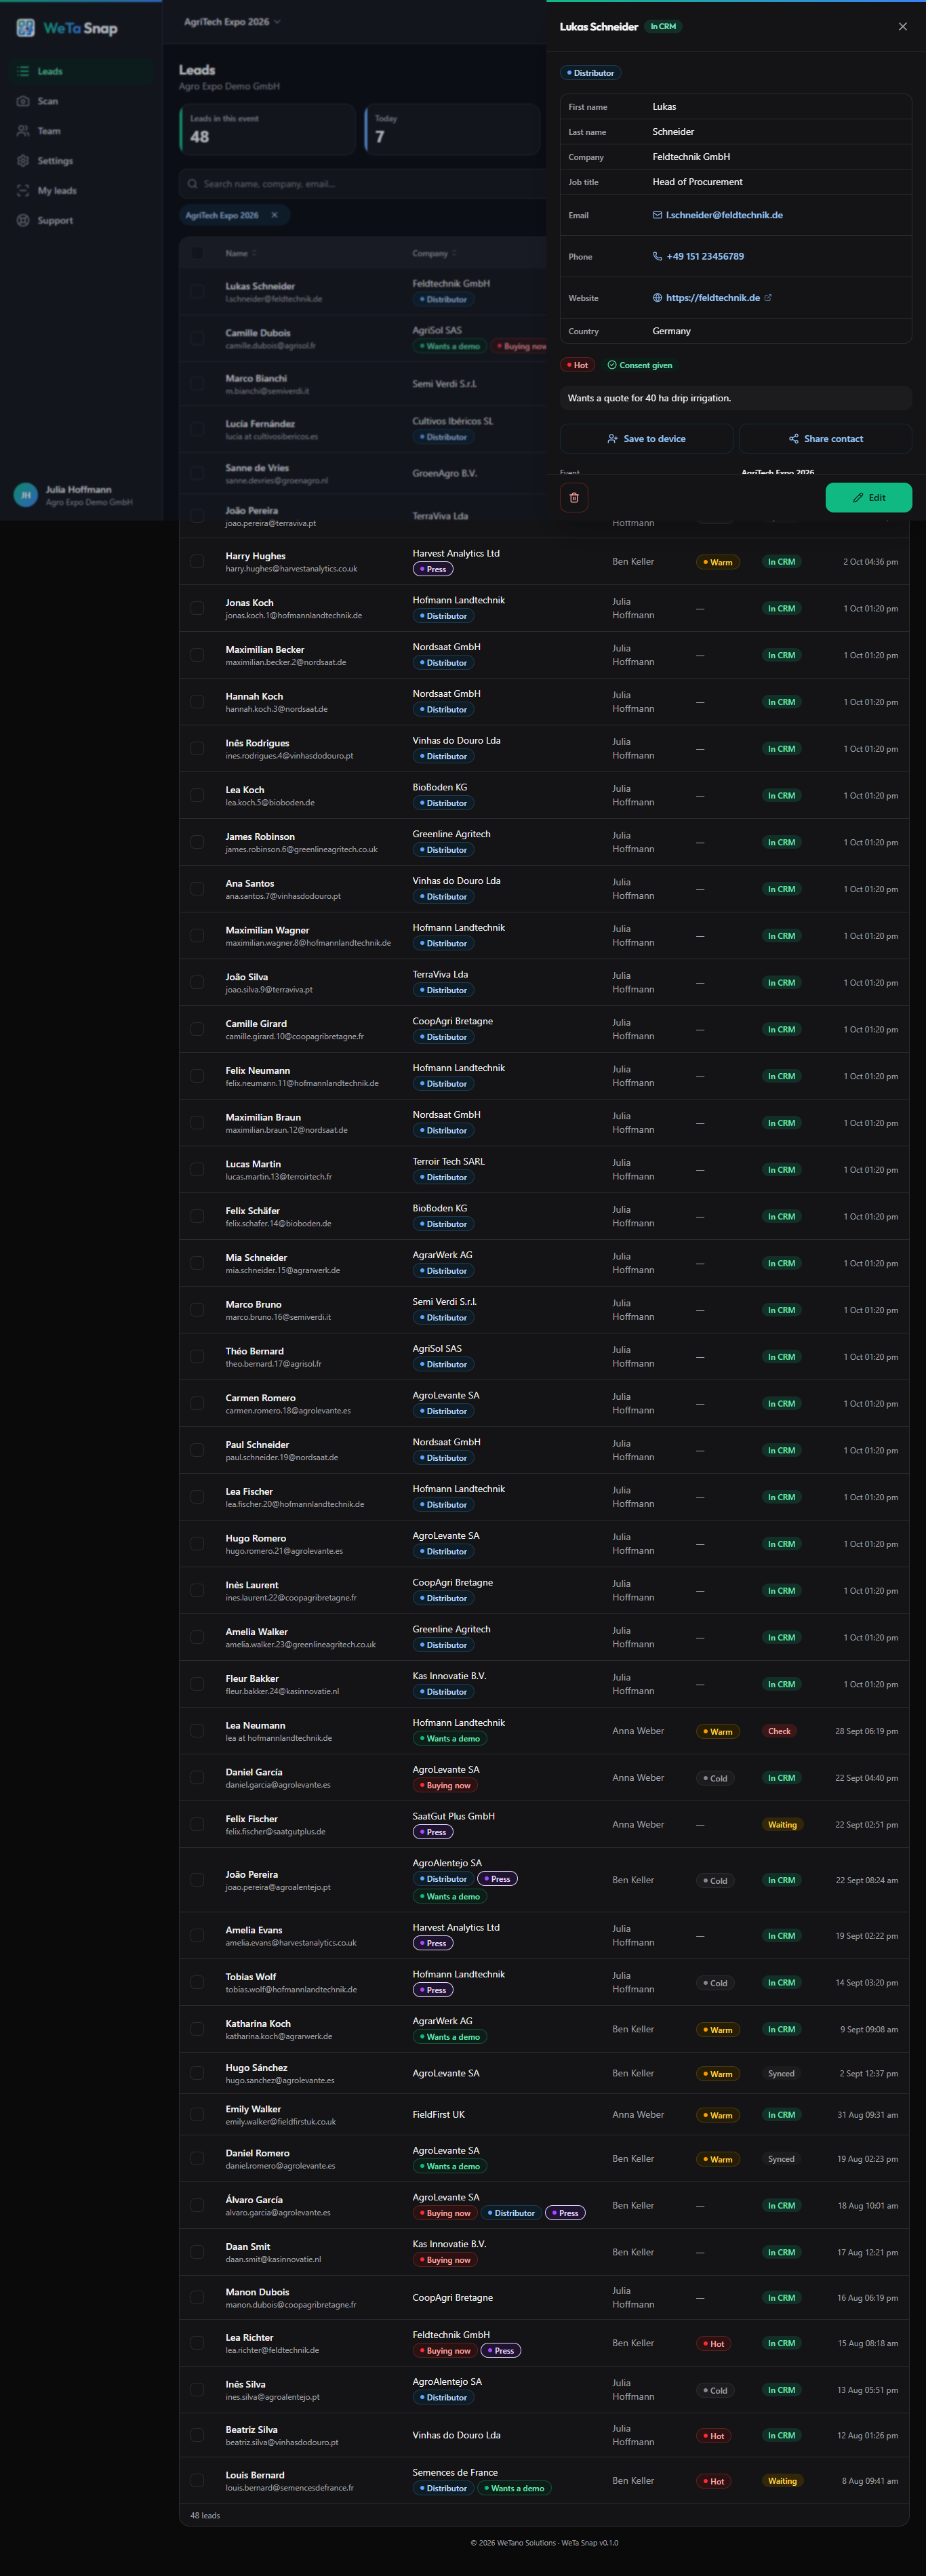 WeTa Snap
Leads
Scan
Team
Settings
My leads
Support
JH
Julia Hoffmann
Agro Expo Demo GmbH
AgriTech Expo 2026
Leads
Agro Expo Demo GmbH
Leads in this event
48
Today
7
Search name, company, email...
AgriTech Expo 2026
Name
Company
Lukas Schneider
l.schneider@feldtechnik.de
Feldtechnik GmbH
Distributor
Camille Dubois
camille.dubois@agrisol.fr
AgriSol SAS
Wants a demo Buying now
Marco Bianchi
m.bianchi@semiverdi.it
Semi Verdi S.r.l.
Lucía Fernández
lucia at cultivosibericos.es
Cultivos Ibéricos SL
Distributor
Sanne de Vries
sanne.devries@groenagro.nl
GroenAgro B.V.
João Pereira
joao.pereira@terraviva.pt
TerraViva Lda
Hoffmann
Lukas Schneider In CRM
Distributor
First name Lukas
Last name Schneider
Company Feldtechnik GmbH
Job title Head of Procurement
Email l.schneider@feldtechnik.de
Phone +49 151 23456789
Website https://feldtechnik.de
Country Germany
Hot Consent given
Wants a quote for 40 ha drip irrigation.
Save to device Share contact
Event AgriTech Expo 2026
Edit
Harry Hughes
harry.hughes@harvestanalytics.co.uk
Harvest Analytics Ltd
Press
Ben Keller Warm In CRM 2 Oct 04:36 pm
Jonas Koch
jonas.koch.1@hofmannlandtechnik.de
Hofmann Landtechnik
Distributor
Julia
Hoffmann
— In CRM 1 Oct 01:20 pm
Maximilian Becker
maximilian.becker.2@nordsaat.de
Nordsaat GmbH
Distributor
Julia
Hoffmann
— In CRM 1 Oct 01:20 pm
Hannah Koch
hannah.koch.3@nordsaat.de
Nordsaat GmbH
Distributor
Julia
Hoffmann
— In CRM 1 Oct 01:20 pm
Inês Rodrigues
ines.rodrigues.4@vinhasdodouro.pt
Vinhas do Douro Lda
Distributor
Julia
Hoffmann
— In CRM 1 Oct 01:20 pm
Lea Koch
lea.koch.5@bioboden.de
BioBoden KG
Distributor
Julia
Hoffmann
— In CRM 1 Oct 01:20 pm
James Robinson
james.robinson.6@greenlineagritech.co.uk
Greenline Agritech
Distributor
Julia
Hoffmann
— In CRM 1 Oct 01:20 pm
Ana Santos
ana.santos.7@vinhasdodouro.pt
Vinhas do Douro Lda
Distributor
Julia
Hoffmann
— In CRM 1 Oct 01:20 pm
Maximilian Wagner
maximilian.wagner.8@hofmannlandtechnik.de
Hofmann Landtechnik
Distributor
Julia
Hoffmann
— In CRM 1 Oct 01:20 pm
João Silva
joao.silva.9@terraviva.pt
TerraViva Lda
Distributor
Julia
Hoffmann
— In CRM 1 Oct 01:20 pm
Camille Girard
camille.girard.10@coopagribretagne.fr
CoopAgri Bretagne
Distributor
Julia
Hoffmann
— In CRM 1 Oct 01:20 pm
Felix Neumann
felix.neumann.11@hofmannlandtechnik.de
Hofmann Landtechnik
Distributor
Julia
Hoffmann
— In CRM 1 Oct 01:20 pm
Maximilian Braun
maximilian.braun.12@nordsaat.de
Nordsaat GmbH
Distributor
Julia
Hoffmann
— In CRM 1 Oct 01:20 pm
Lucas Martin
lucas.martin.13@terroirtech.fr
Terroir Tech SARL
Distributor
Julia
Hoffmann
— In CRM 1 Oct 01:20 pm
Felix Schäfer
felix.schafer.14@bioboden.de
BioBoden KG
Distributor
Julia
Hoffmann
— In CRM 1 Oct 01:20 pm
Mia Schneider
mia.schneider.15@agrarwerk.de
AgrarWerk AG
Distributor
Julia
Hoffmann
— In CRM 1 Oct 01:20 pm
Marco Bruno
marco.bruno.16@semiverdi.it
Semi Verdi S.r.l.
Distributor
Julia
Hoffmann
— In CRM 1 Oct 01:20 pm
Théo Bernard
theo.bernard.17@agrisol.fr
AgriSol SAS
Distributor
Julia
Hoffmann
— In CRM 1 Oct 01:20 pm
Carmen Romero
carmen.romero.18@agrolevante.es
AgroLevante SA
Distributor
Julia
Hoffmann
— In CRM 1 Oct 01:20 pm
Paul Schneider
paul.schneider.19@nordsaat.de
Nordsaat GmbH
Distributor
Julia
Hoffmann
— In CRM 1 Oct 01:20 pm
Lea Fischer
lea.fischer.20@hofmannlandtechnik.de
Hofmann Landtechnik
Distributor
Julia
Hoffmann
— In CRM 1 Oct 01:20 pm
Hugo Romero
hugo.romero.21@agrolevante.es
AgroLevante SA
Distributor
Julia
Hoffmann
— In CRM 1 Oct 01:20 pm
Inès Laurent
ines.laurent.22@coopagribretagne.fr
CoopAgri Bretagne
Distributor
Julia
Hoffmann
— In CRM 1 Oct 01:20 pm
Amelia Walker
amelia.walker.23@greenlineagritech.co.uk
Greenline Agritech
Distributor
Julia
Hoffmann
— In CRM 1 Oct 01:20 pm
Fleur Bakker
fleur.bakker.24@kasinnovatie.nl
Kas Innovatie B.V.
Distributor
Julia
Hoffmann
— In CRM 1 Oct 01:20 pm
Lea Neumann
lea at hofmannlandtechnik.de
Hofmann Landtechnik
Wants a demo
Anna Weber Warm Check 28 Sept 06:19 pm
Daniel García
daniel.garcia@agrolevante.es
AgroLevante SA
Buying now
Anna Weber Cold In CRM 22 Sept 04:40 pm
Felix Fischer
felix.fischer@saatgutplus.de
SaatGut Plus GmbH
Press
Anna Weber — Waiting 22 Sept 02:51 pm
João Pereira
joao.pereira@agroalentejo.pt
AgroAlentejo SA
Distributor Press
Wants a demo
Ben Keller Cold In CRM 22 Sept 08:24 am
Amelia Evans
amelia.evans@harvestanalytics.co.uk
Harvest Analytics Ltd
Press
Julia
Hoffmann
— In CRM 19 Sept 02:22 pm
Tobias Wolf
tobias.wolf@hofmannlandtechnik.de
Hofmann Landtechnik
Press
Julia
Hoffmann
Cold In CRM 14 Sept 03:20 pm
Katharina Koch
katharina.koch@agrarwerk.de
AgrarWerk AG
Wants a demo
Ben Keller Warm In CRM 9 Sept 09:08 am
Hugo Sánchez
hugo.sanchez@agrolevante.es
AgroLevante SA
Ben Keller Warm Synced 2 Sept 12:37 pm
Emily Walker
emily.walker@fieldfirstuk.co.uk
FieldFirst UK
Anna Weber Warm In CRM 31 Aug 09:31 am
Daniel Romero
daniel.romero@agrolevante.es
AgroLevante SA
Wants a demo
Ben Keller Warm Synced 19 Aug 02:23 pm
Álvaro García
alvaro.garcia@agrolevante.es
AgroLevante SA
Buying now Distributor Press
Ben Keller — In CRM 18 Aug 10:01 am
Daan Smit
daan.smit@kasinnovatie.nl
Kas Innovatie B.V.
Buying now
Ben Keller — In CRM 17 Aug 12:21 pm
Manon Dubois
manon.dubois@coopagribretagne.fr
CoopAgri Bretagne
Julia
Hoffmann
— In CRM 16 Aug 06:19 pm
Lea Richter
lea.richter@feldtechnik.de
Feldtechnik GmbH
Buying now Press
Ben Keller Hot In CRM 15 Aug 08:18 am
Inês Silva
ines.silva@agroalentejo.pt
AgroAlentejo SA
Distributor
Julia
Hoffmann
Cold In CRM 13 Aug 05:51 pm
Beatriz Silva
beatriz.silva@vinhasdodouro.pt
Vinhas do Douro Lda
Julia
Hoffmann
Hot In CRM 12 Aug 01:26 pm
Louis Bernard
louis.bernard@semencesdefrance.fr
Semences de France
Distributor Wants a demo
Ben Keller Hot Waiting 8 Aug 09:41 am
48 leads
© 2026 WeTano Solutions · WeTa Snap v0.1.0